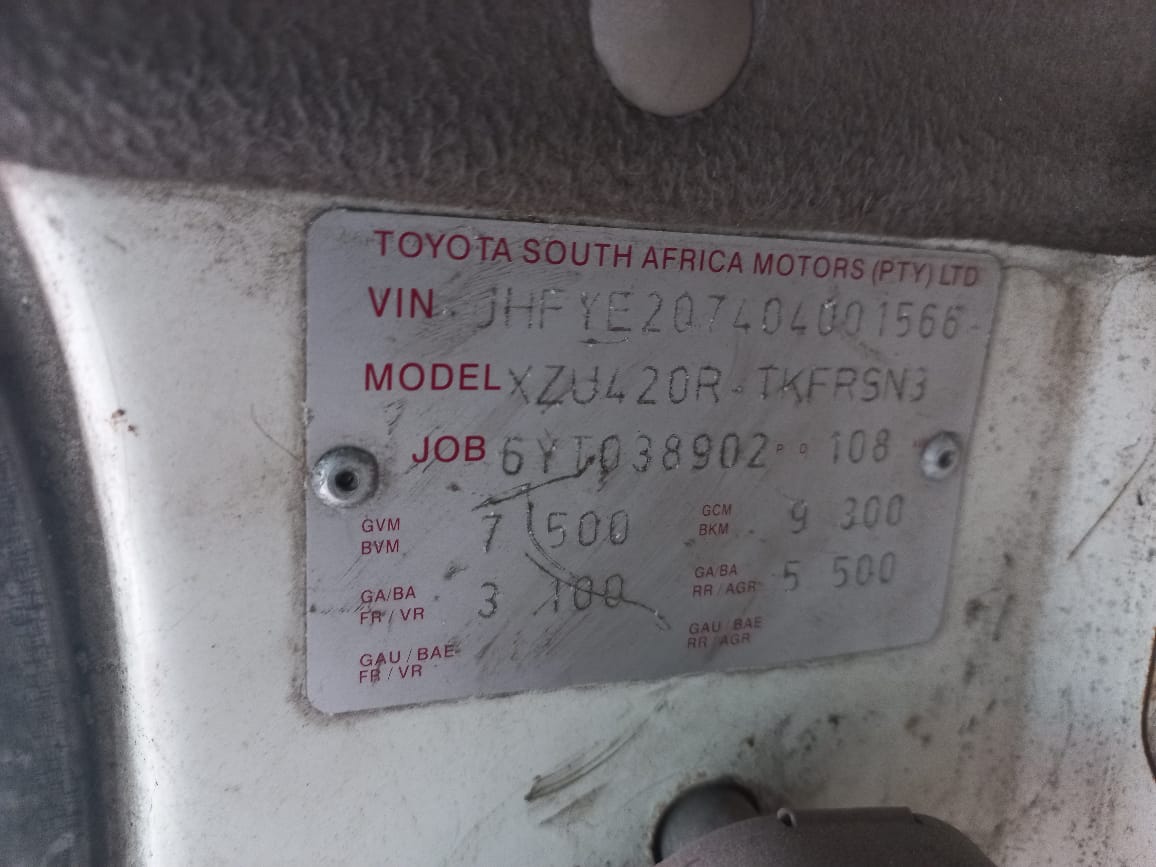 TOYOTA SOUTH AFRICA MOTORS (PTY) LTD
VIN JHFYE20740400 1566
MODEL XZU420R-TKFRSN3
JOB 6YT038902 P O 108
GVM BVM 7 500 GCM BKM 9 300
GA/BA FR/VR 3 100 GA/BA RR/AGR 5 500
GAU/BAE FR/VR GAU/BAE RR/AGR